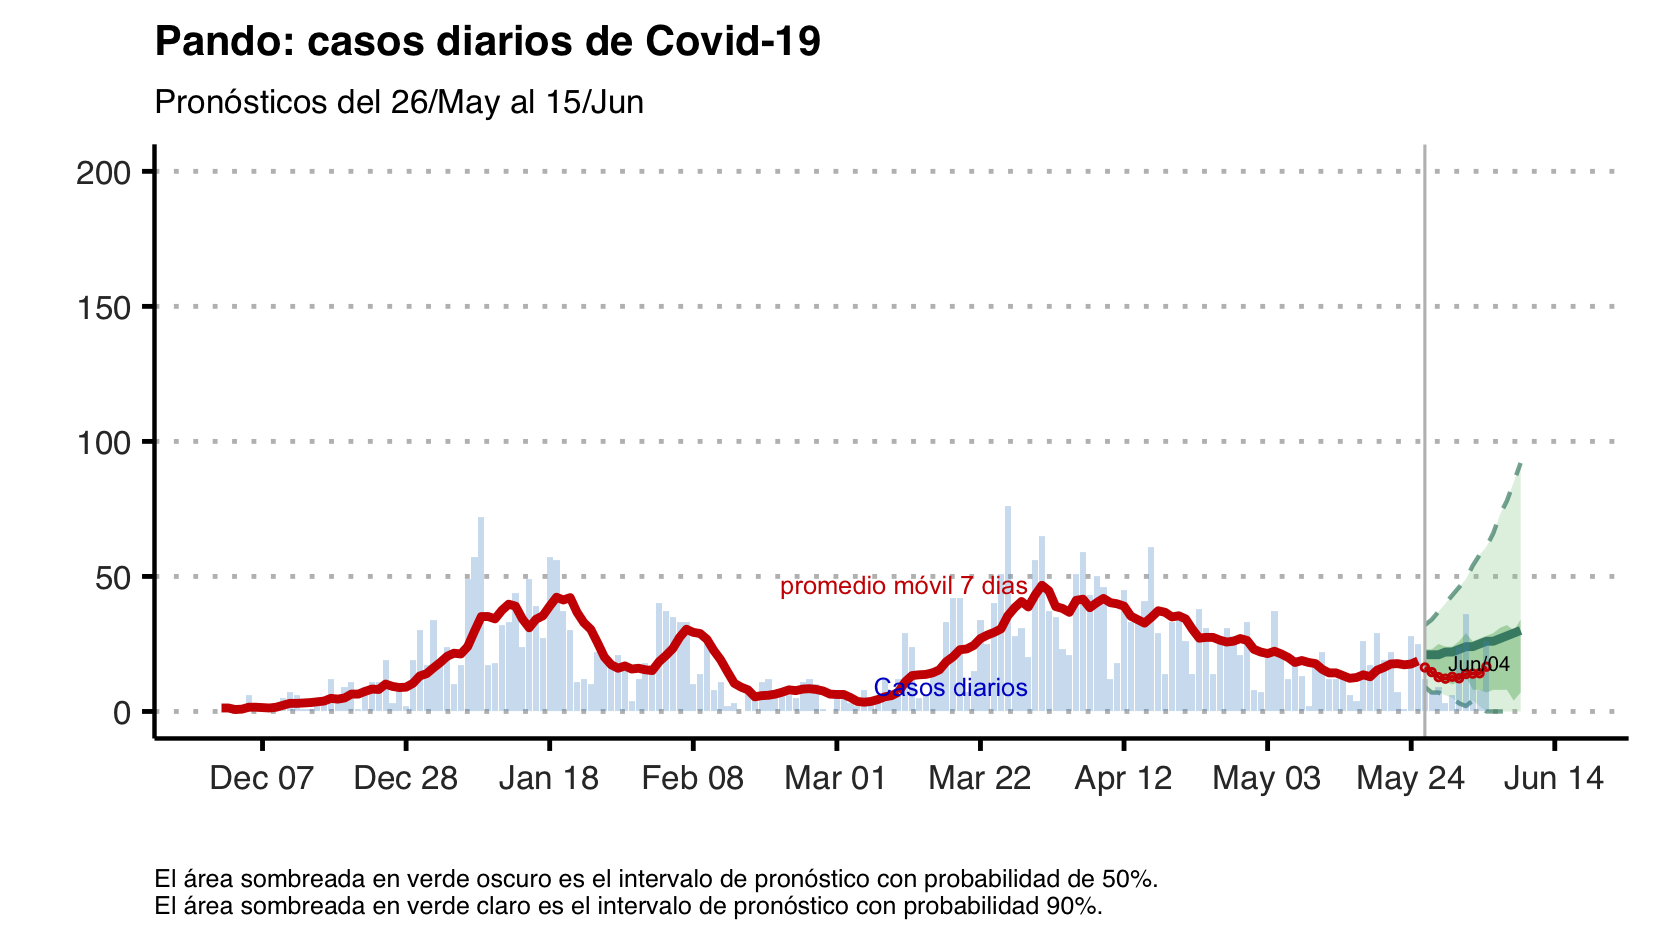 Pando: casos diarios de Covid-19
Pronósticos del 26/May al 15/Jun
200
150
100
50
0
promedio móvil 7 dias
Casos diarios
Jun/04
Dec 07 Dec 28 Jan 18 Feb 08 Mar 01 Mar 22 Apr 12 May 03 May 24 Jun 14
El área sombreada en verde oscuro es el intervalo de pronóstico con probabilidad de 50%.
El área sombreada en verde claro es el intervalo de pronóstico con probabilidad 90%.